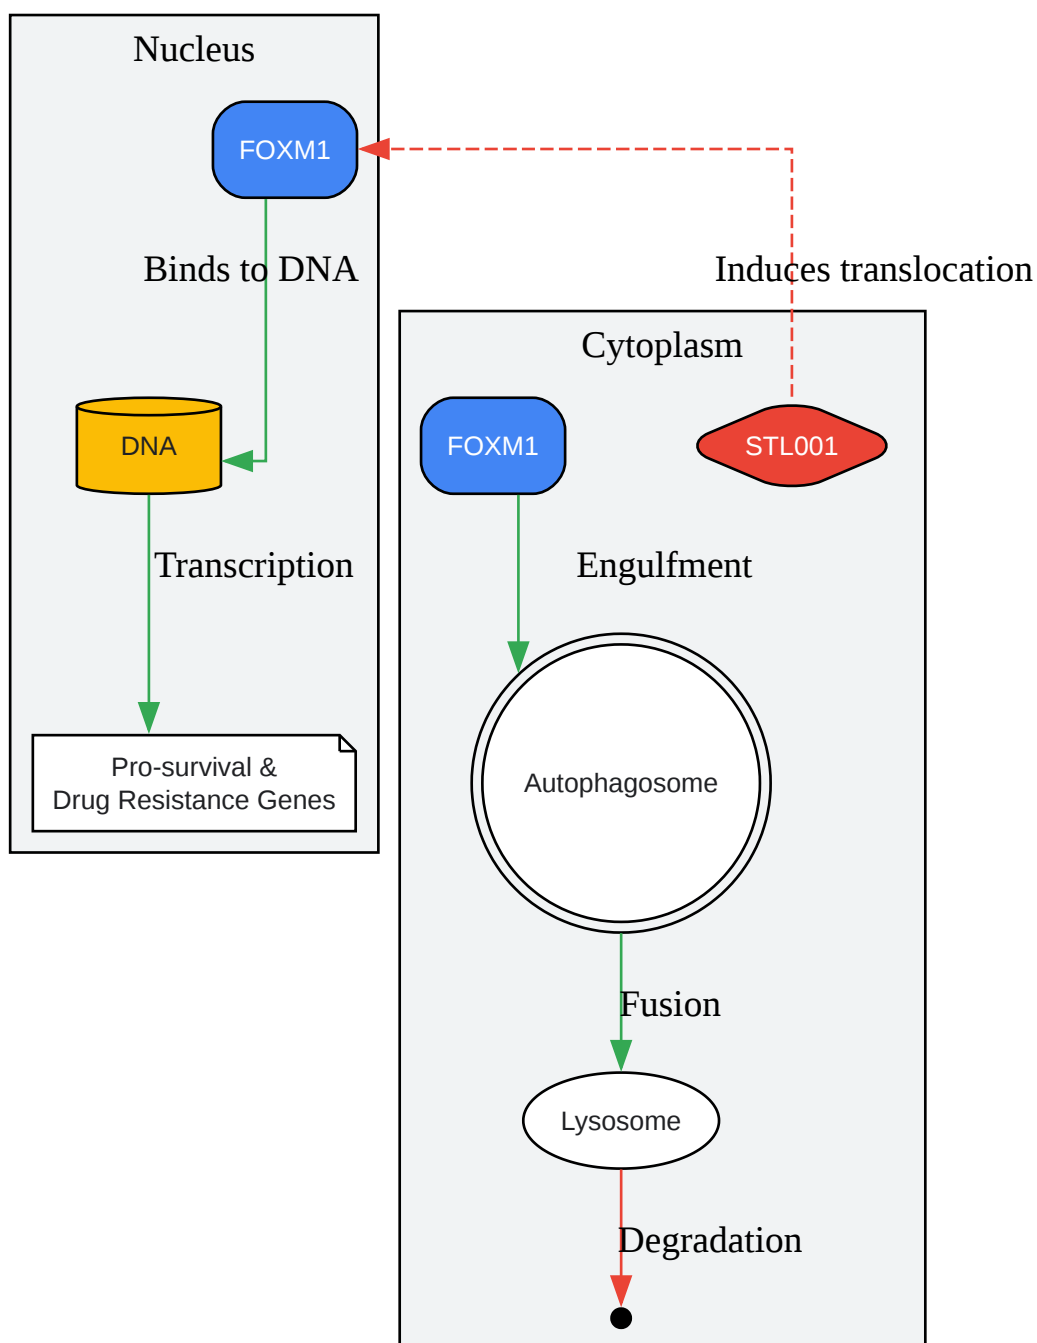 Nucleus
FOXM1
Binds to DNA
DNA
Transcription
Pro-survival &
Drug Resistance Genes
Induces translocation
Cytoplasm
FOXM1
STL001
Engulfment
Autophagosome
Fusion
Lysosome
Degradation